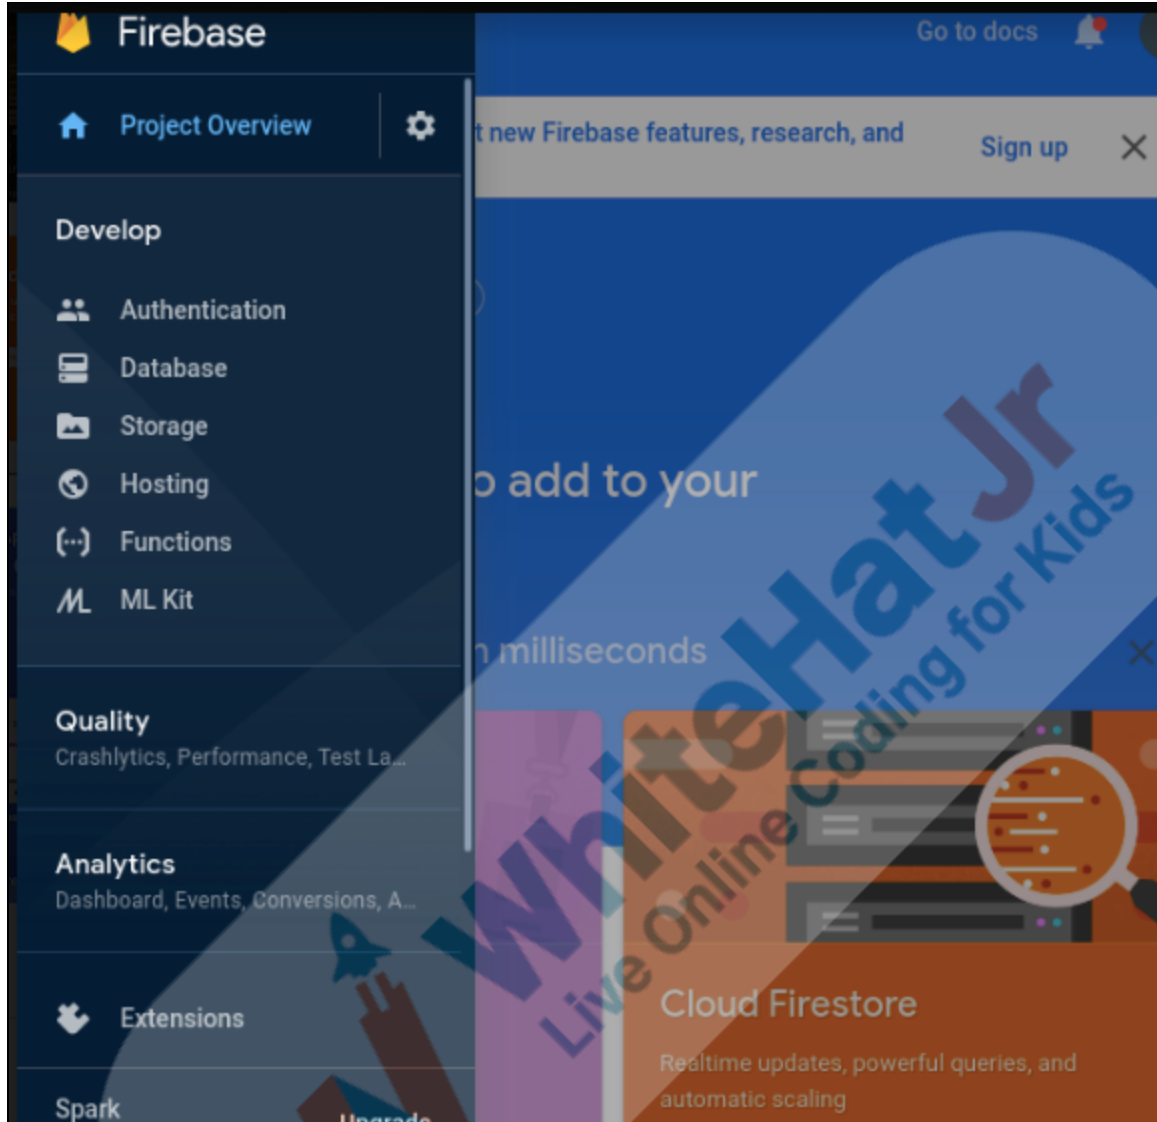 Firebase
Go to docs
Project Overview
t new Firebase features, research, and
Sign up
Develop
Authentication
Database
Storage
Hosting
Functions
ML Kit
o add to your
n milliseconds
Quality
Crashlytics, Performance, Test La...
Analytics
Dashboard, Events, Conversions, A...
Extensions
Spark
Upgrade
Cloud Firestore
Realtime updates, powerful queries, and
automatic scaling
WhiteHat Jr
Live Online Coding for Kids